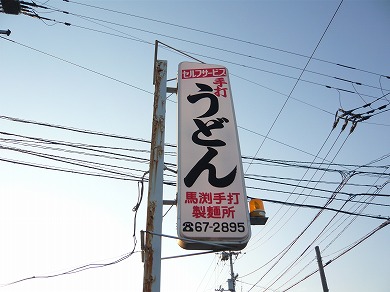 セルフサービス
手打
うどん
馬渕手打
製麺所
☎67-2895